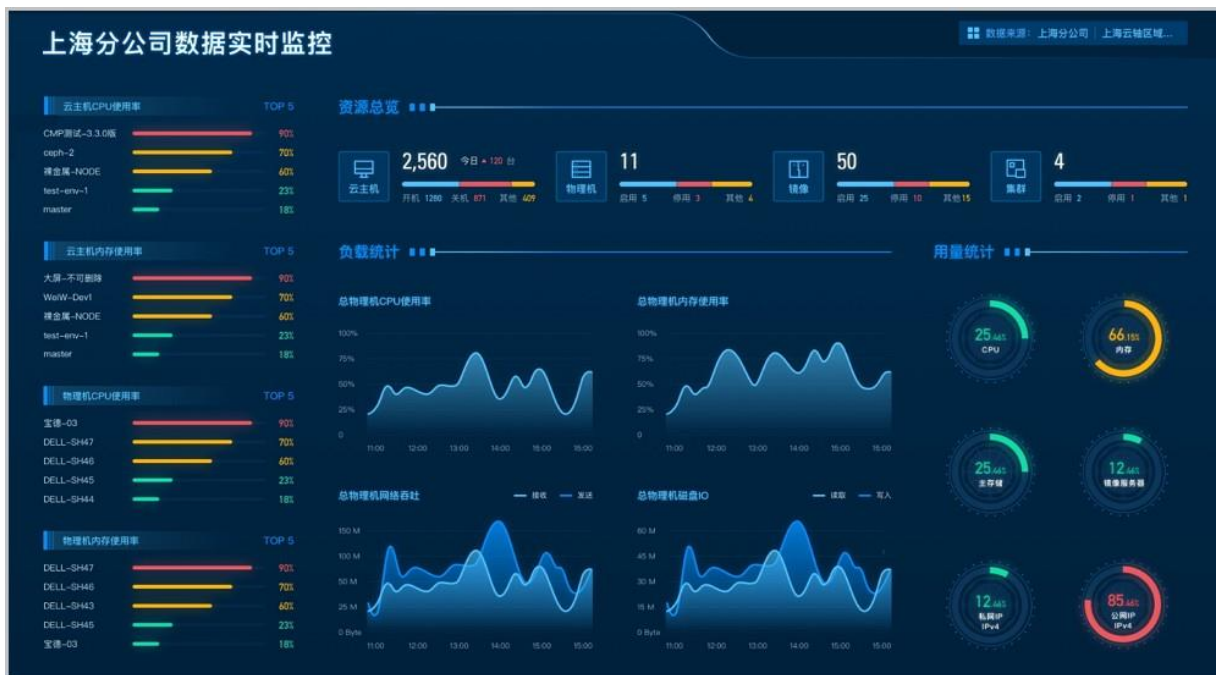 上海分公司数据实时监控
数据来源: 上海分公司 | 上海云轴区域...
云主机CPU使用率 TOP 5
CMP测试-3.3.0版 90%
ceph-2 70%
裸金属-NODE 60%
test-env-1 23%
master 18%
云主机内存使用率 TOP 5
大屏-不可删除 90%
WeiW-Dev1 70%
裸金属-NODE 60%
test-env-1 23%
master 18%
物理机CPU使用率 TOP 5
宝德-03 90%
DELL-SH47 70%
DELL-SH46 60%
DELL-SH45 23%
DELL-SH44 18%
物理机内存使用率 TOP 5
DELL-SH47 90%
DELL-SH46 70%
DELL-SH43 60%
DELL-SH45 23%
宝德-03 18%
资源总览
云主机
2,560 今日 120 台
开机 1280 关机 871 其他 409
物理机
11
启用 5 停用 3 其他 4
镜像
50
启用 25 停用 10 其他 15
集群
4
启用 2 停用 1 其他 1
负载统计
总物理机CPU使用率
100%
75%
50%
25%
0
11:00 12:00 13:00 14:00 15:00 15:00
总物理机内存使用率
100%
75%
50%
25%
0
11:00 12:00 13:00 14:00 15:00 15:00
总物理机网络吞吐 接收 发送
150 M
100 M
50 M
25 M
0 Byte
11:00 12:00 13:00 14:00 15:00 15:00
总物理机磁盘IO 读取 写入
60 M
45 M
30 M
15 M
0 Byte
11:00 12:00 13:00 14:00 15:00 15:00
用量统计
25.46%
CPU
66.15%
内存
25.46%
主存储
12.46%
镜像服务器
12.46%
私网IP
IPv4
85.46%
公网IP
IPv4